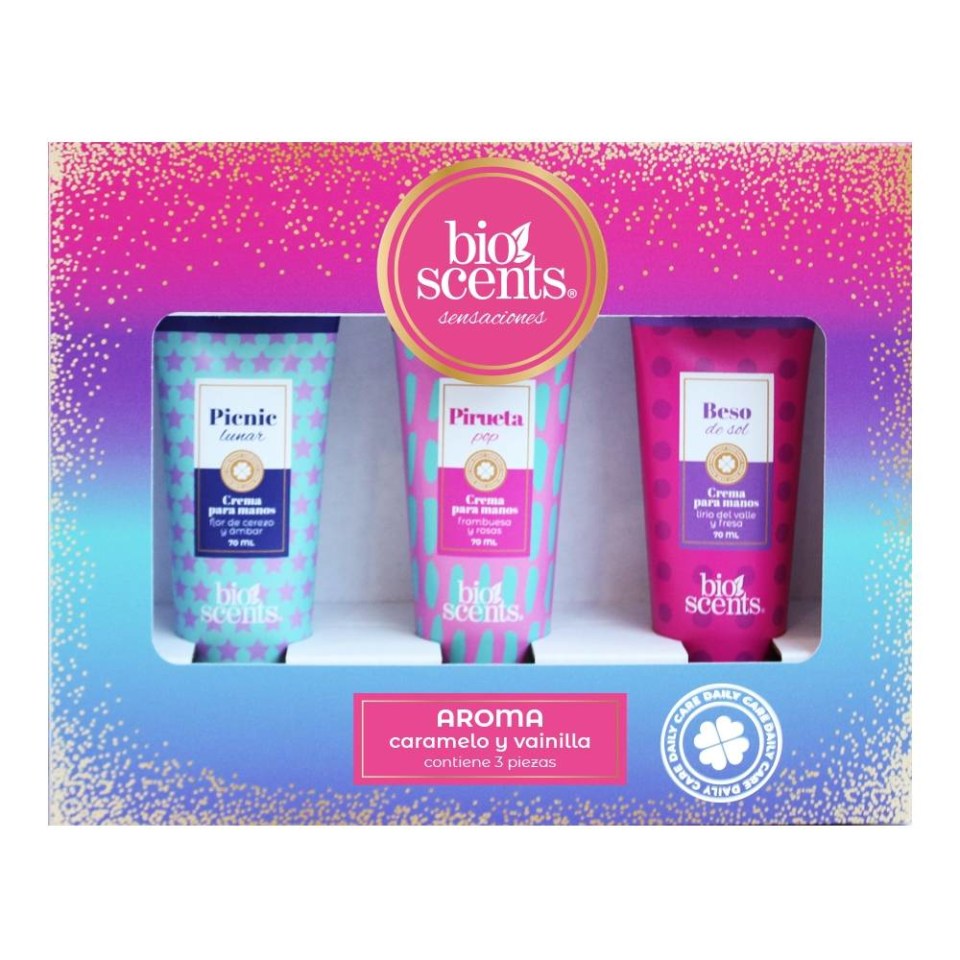 bio
scents®
sensaciones
Picnic
lunar
Crema
para manos
flor de cerezo
y ámbar
70 ML
bio
scents®
Pirueta
pop
Crema
para manos
frambuesa
y rosas
70 ML
bio
scents®
Beso
de sol
Crema
para manos
lirio del valle
y fresa
70 ML
bio
scents®
AROMA
caramelo y vainilla
contiene 3 piezas
DAILY CARE DAILY CARE DAILY CARE DAILY CARE